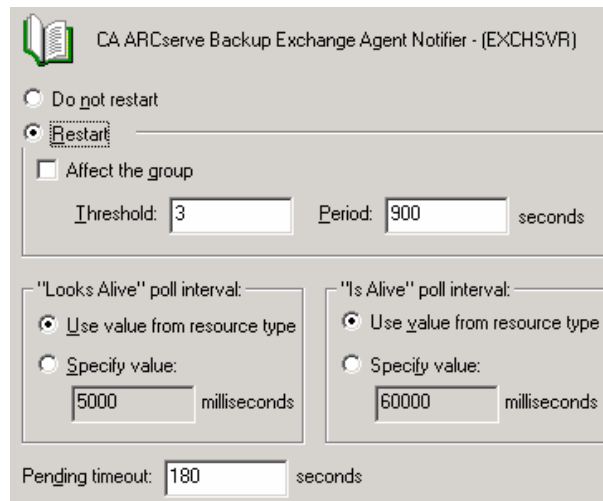 CA ARCserve Backup Exchange Agent Notifier - (EXCHSVR)
Do not restart
Restart
Affect the group
Threshold: 3 Period: 900 seconds
"Looks Alive" poll interval: "Is Alive" poll interval:
Use value from resource type Use value from resource type
Specify value: Specify value:
5000 milliseconds 60000 milliseconds
Pending timeout: 180 seconds